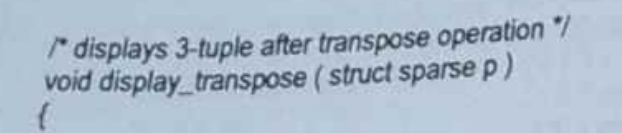 /* displays 3-tuple after transpose operation */
void display_transpose ( struct sparse p )
{